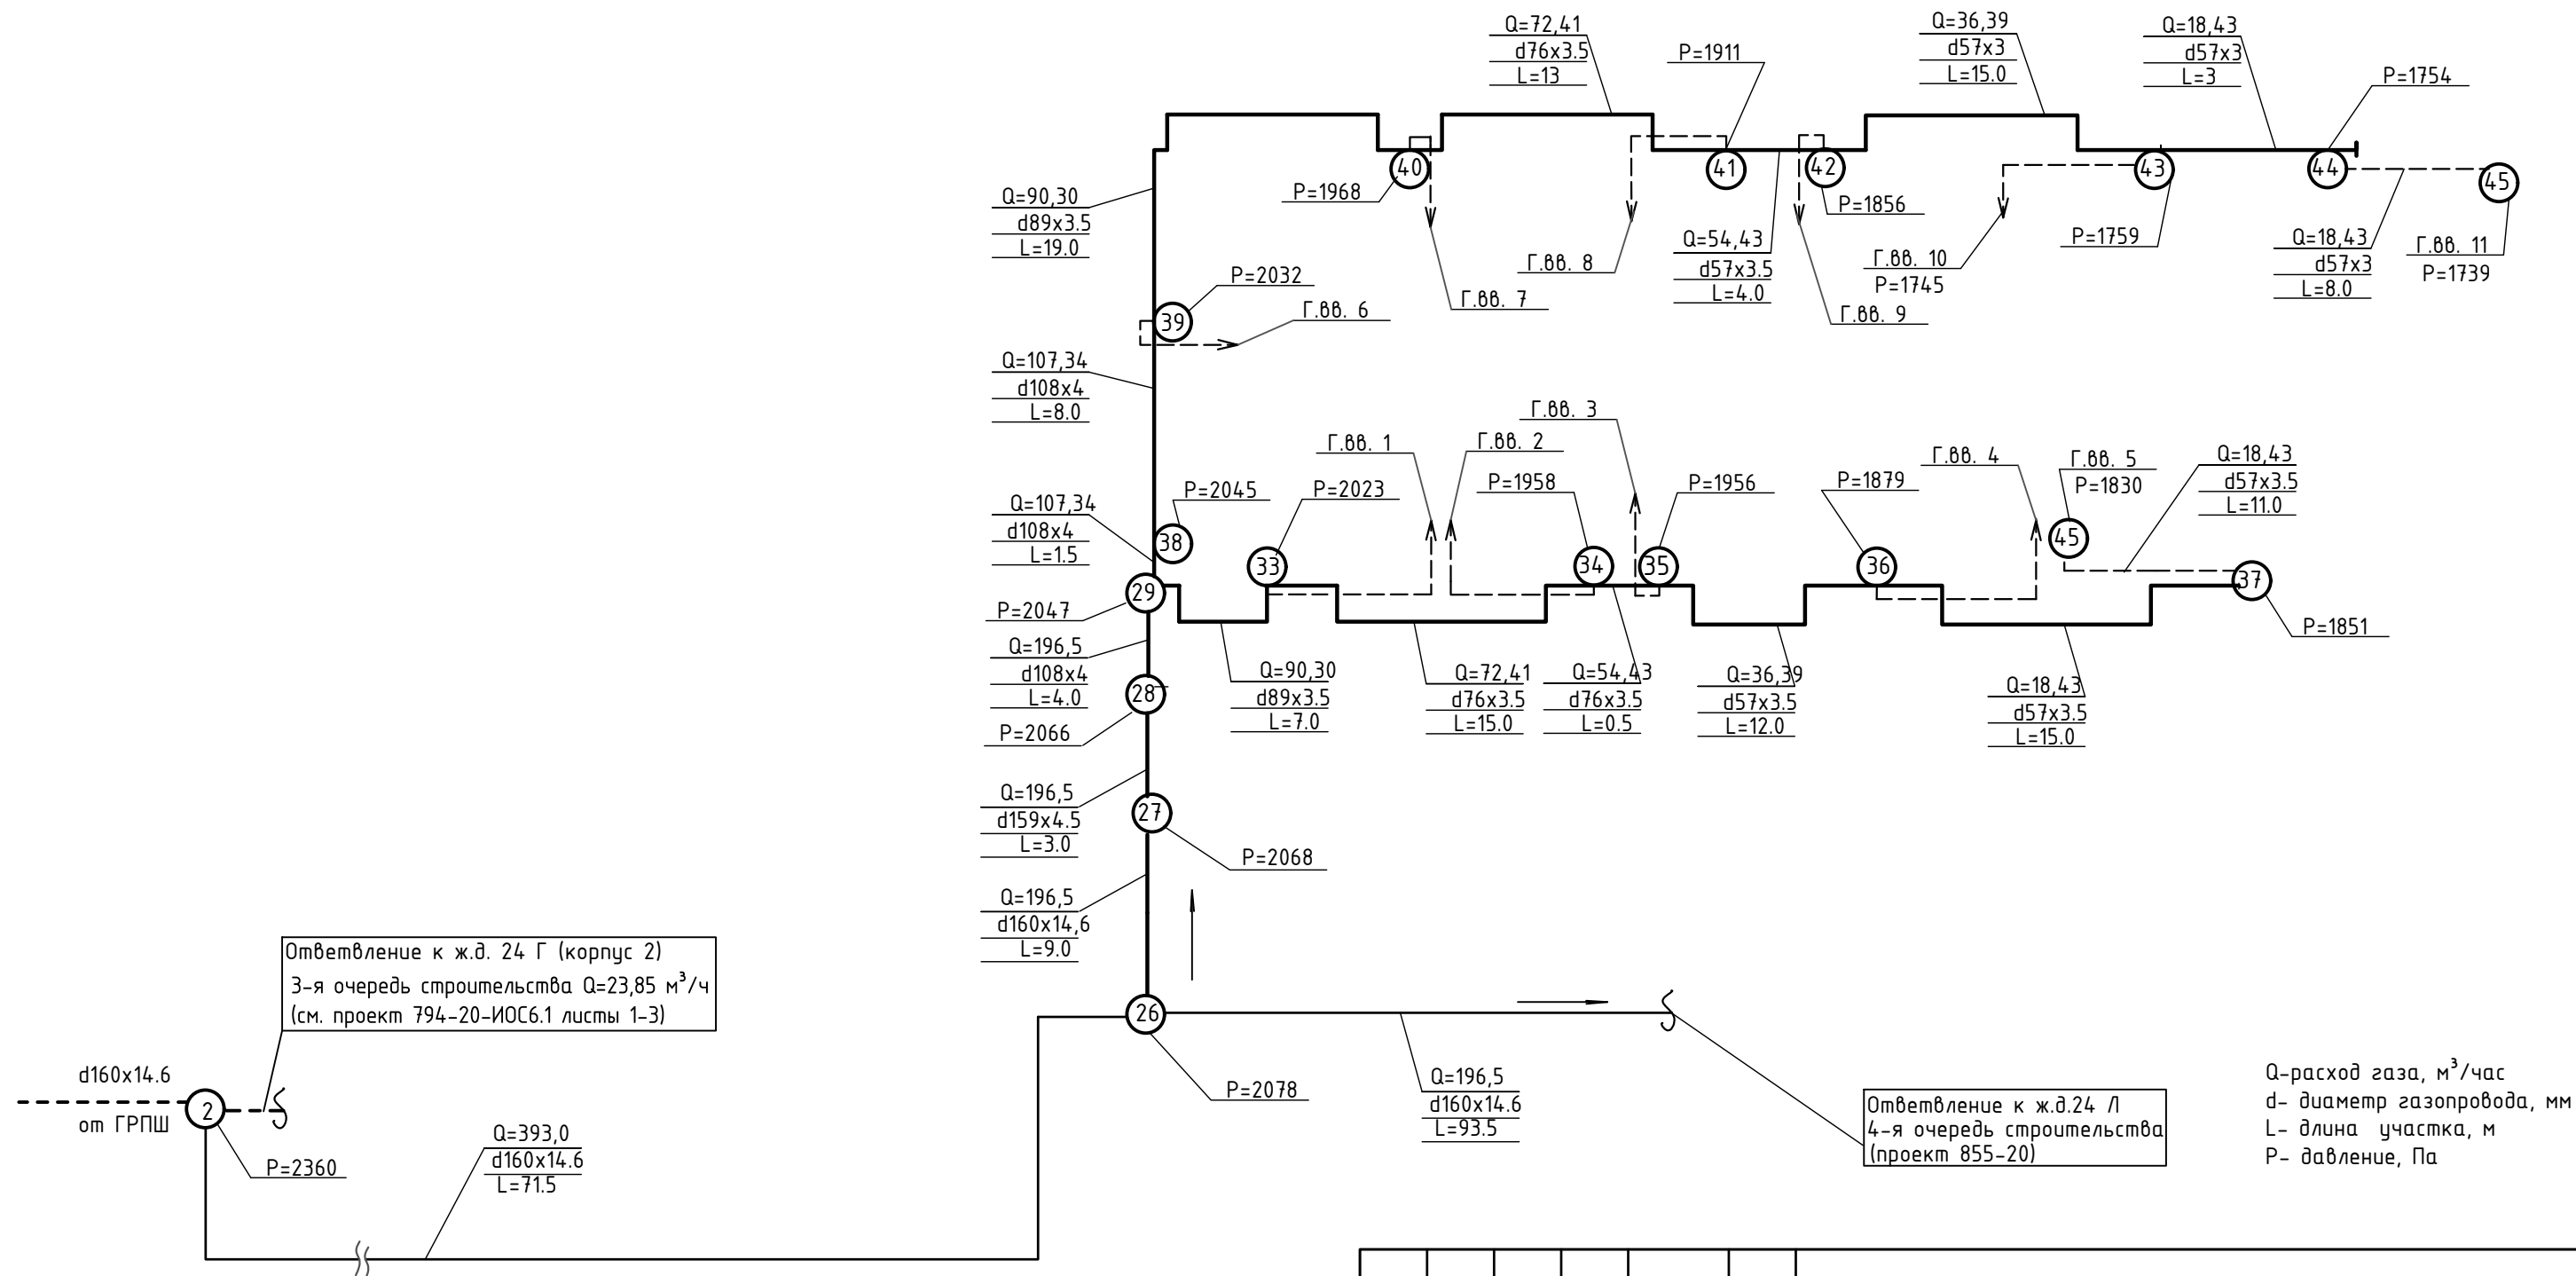 Q=72,41
d76x3.5
L=13
P=1911
Q=36,39
d57x3
L=15.0
Q=18,43
d57x3
L=3
P=1754
40
41
42
43
44
45
Q=90,30
d89x3.5
L=19.0
P=1968
P=1856
Q=54,43
d57x3.5
L=4.0
P=1759
Г.вв. 7
Г.вв. 8
Г.вв. 9
Г.вв. 10
P=1745
Q=18,43
d57x3
L=8.0
Г.вв. 11
P=1739
P=2032
39
Г.вв. 6
Q=107,34
d108x4
L=8.0
Г.вв. 1
Г.вв. 2
Г.вв. 3
Г.вв. 4
Г.вв. 5
P=1830
Q=18,43
d57x3.5
L=11.0
Q=107,34
d108x4
L=1.5
P=2045
P=2023
P=1958
P=1956
P=1879
38
33
34
35
36
45
37
29
P=2047
P=1851
Q=196,5
d108x4
L=4.0
Q=90,30
d89x3.5
L=7.0
Q=72,41
d76x3.5
L=15.0
Q=54,43
d76x3.5
L=0.5
Q=36,39
d57x3.5
L=12.0
Q=18,43
d57x3.5
L=15.0
28
P=2066
Q=196,5
d159x4.5
L=3.0
27
P=2068
Q=196,5
d160x14,6
L=9.0
Ответвление к ж.д. 24 Г (корпус 2)
3-я очередь строительства Q=23,85 м³/ч
(см. проект 794-20-ИОС6.1 листы 1-3)
26
P=2078
d160x14.6
от ГРПШ
2
P=2360
Q=393,0
d160x14.6
L=71.5
Q=196,5
d160x14.6
L=93.5
Ответвление к ж.д.24 Л
4-я очередь строительства
(проект 855-20)
Q-расход газа, м³/час
d- диаметр газопровода, мм
L- длина участка, м
P- давление, Па